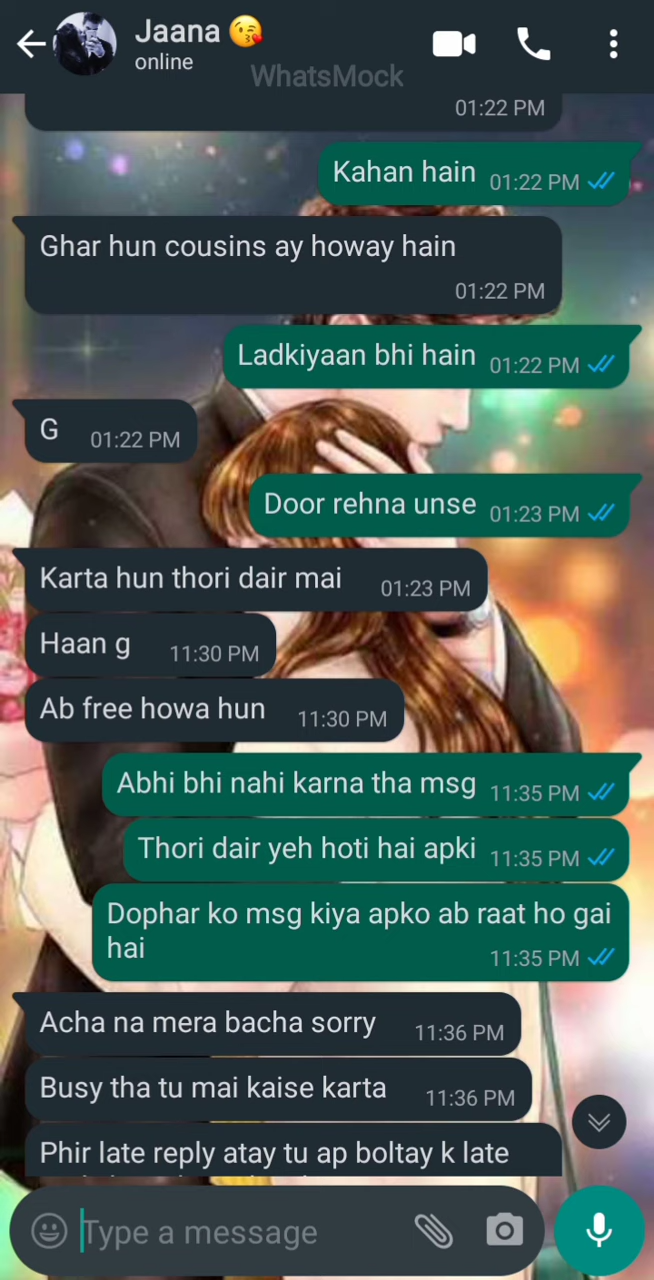 Jaana 😘
online
WhatsMock
01:22 PM
Kahan hain 01:22 PM
Ghar hun cousins ay howay hain
01:22 PM
Ladkiyaan bhi hain 01:22 PM
G 01:22 PM
Door rehna unse 01:23 PM
Karta hun thori dair mai 01:23 PM
Haan g 11:30 PM
Ab free howa hun 11:30 PM
Abhi bhi nahi karna tha msg 11:35 PM
Thori dair yeh hoti hai apki 11:35 PM
Dophar ko msg kiya apko ab raat ho gai
hai 11:35 PM
Acha na mera bacha sorry 11:36 PM
Busy tha tu mai kaise karta 11:36 PM
Phir late reply atay tu ap boltay k late
Type a message